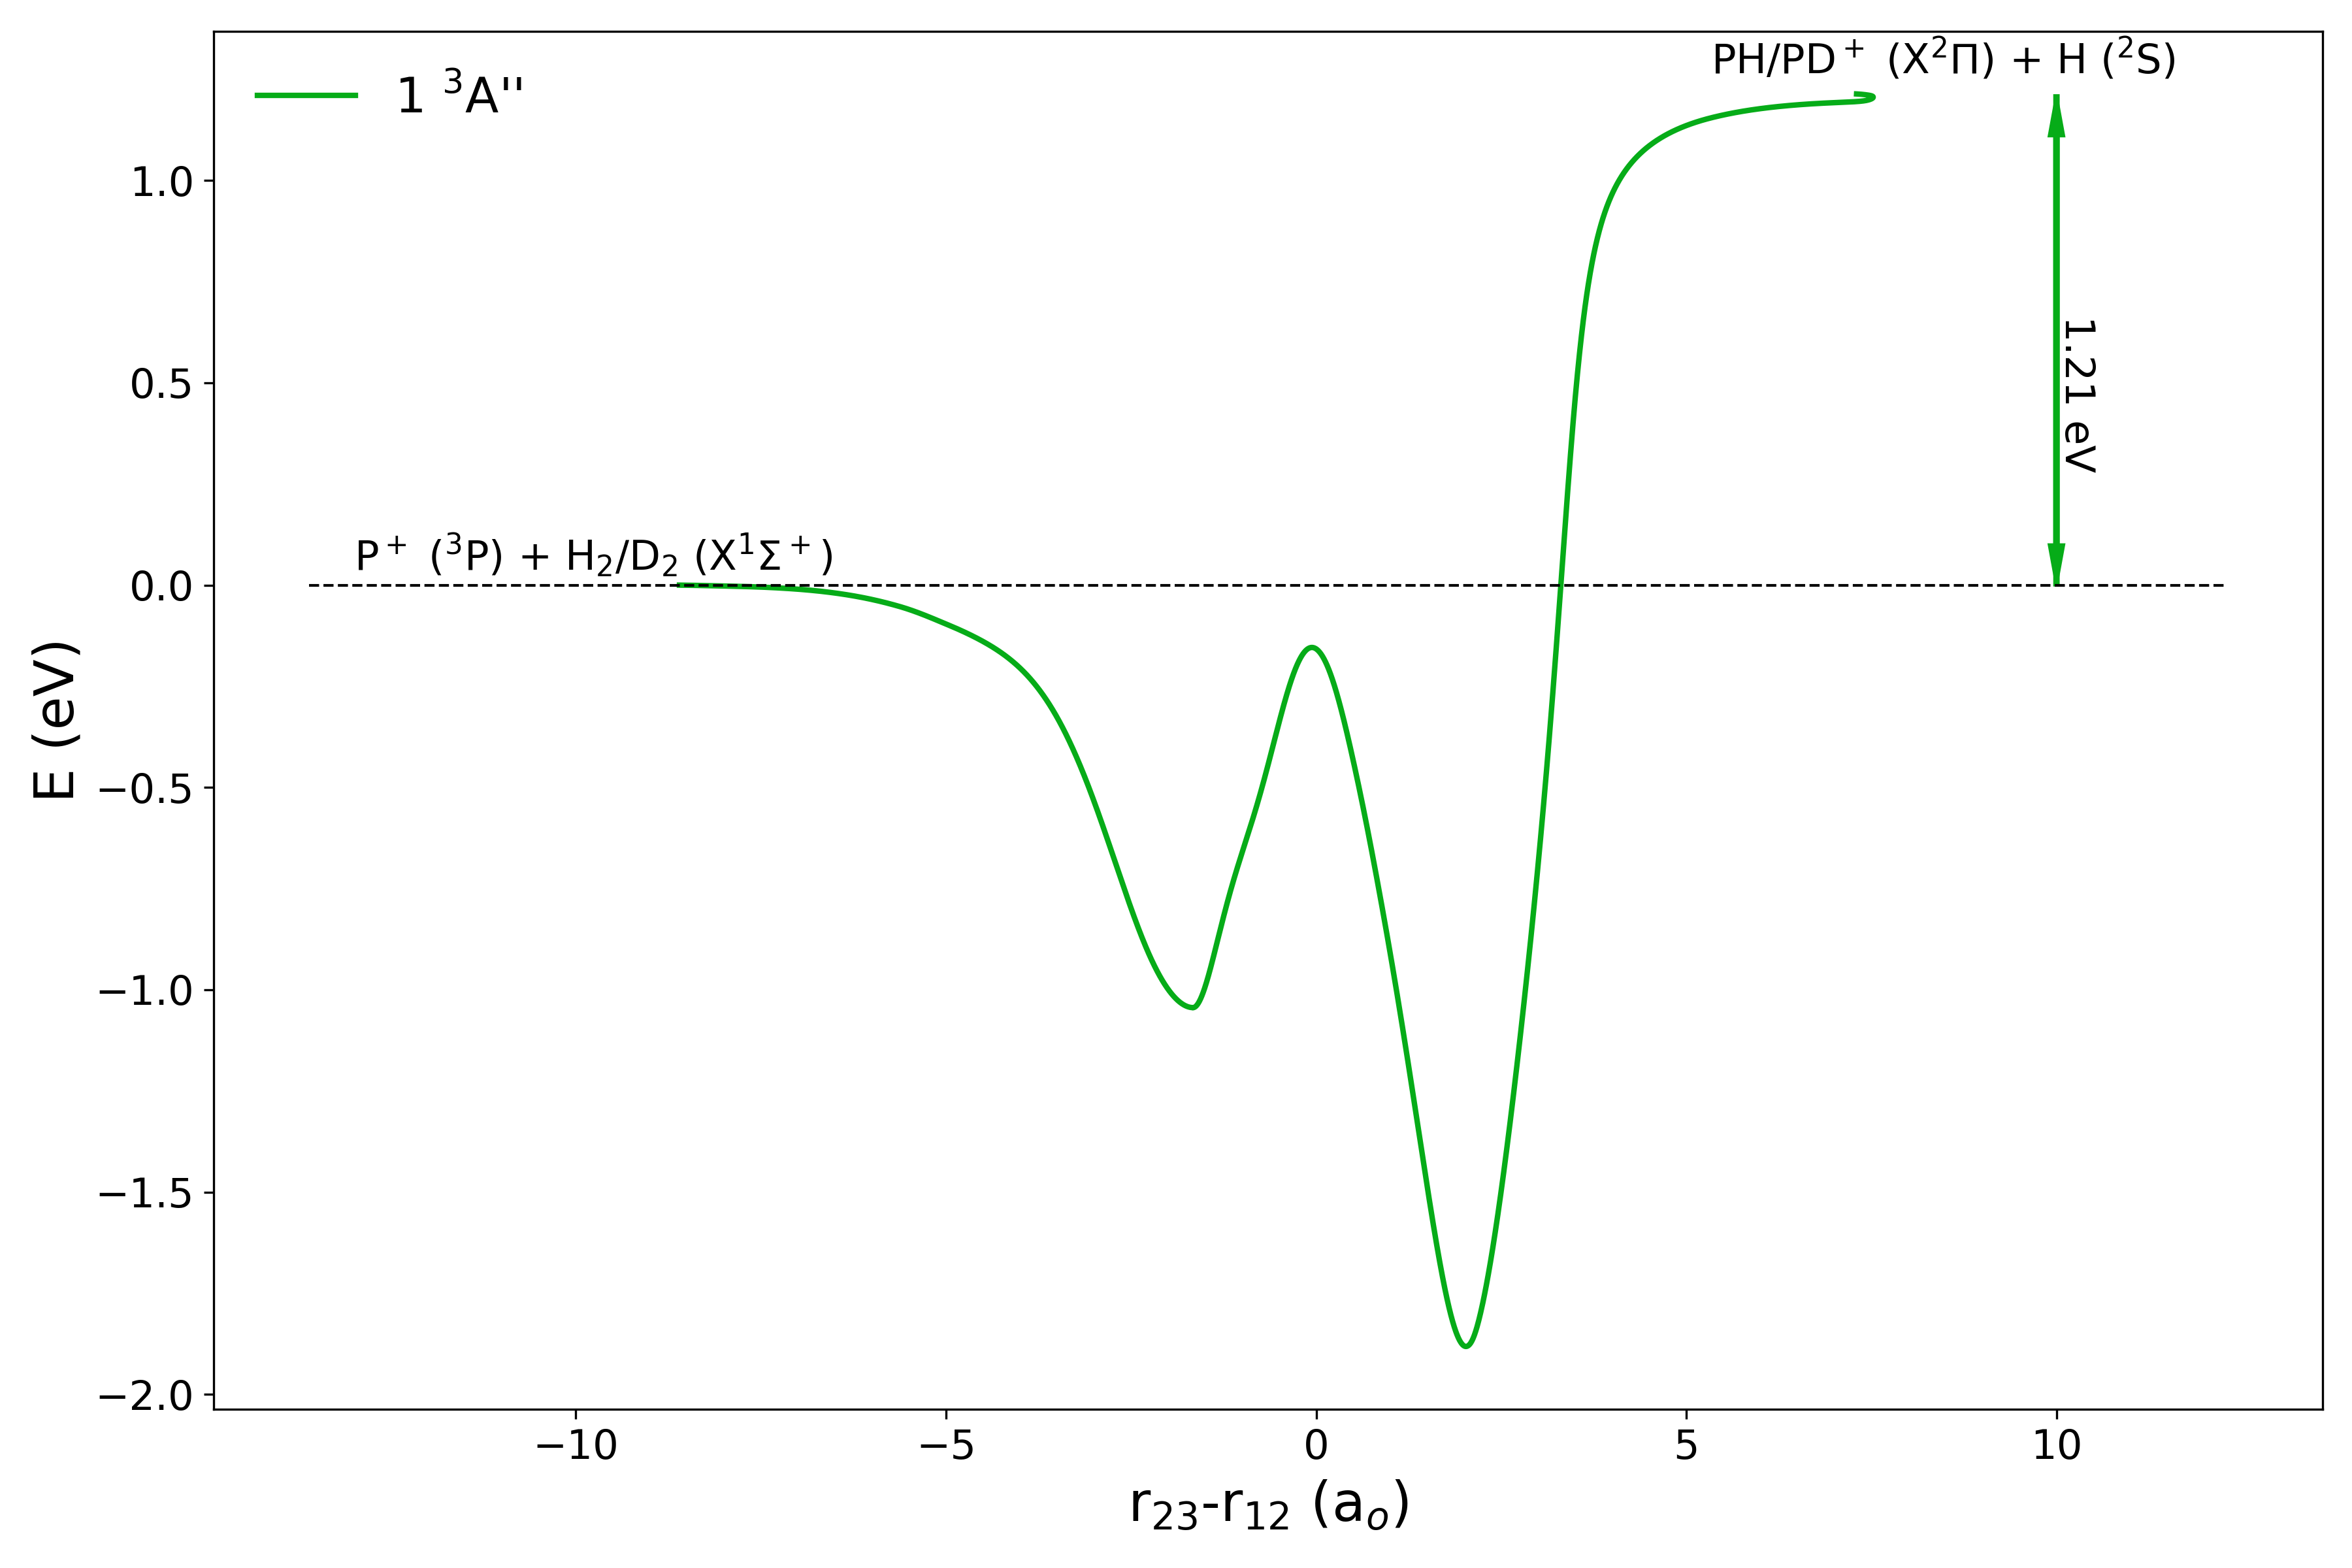 PH/PD⁺ (X²Π) + H (²S)
1 ³A''
1.0
0.5
0.0
−0.5
−1.0
−1.5
−2.0
E (eV)
P⁺ (³P) + H₂/D₂ (X¹Σ⁺)
1.21 eV
−10
−5
0
5
10
r₂₃-r₁₂ (aₒ)